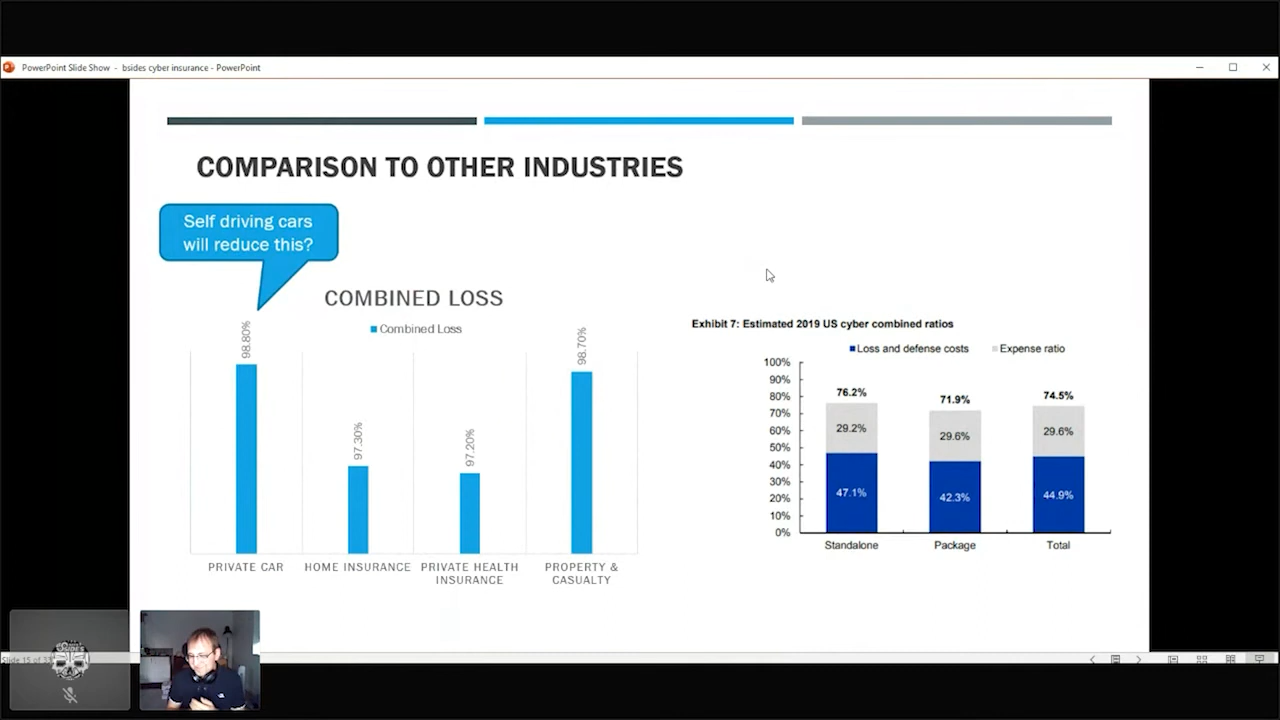 PowerPoint Slide Show - bsides cyber insurance - PowerPoint
COMPARISON TO OTHER INDUSTRIES
Self driving cars
will reduce this?
COMBINED LOSS
Combined Loss
98.80%
97.30%
97.20%
98.70%
PRIVATE CAR
HOME INSURANCE
PRIVATE HEALTH
INSURANCE
PROPERTY &
CASUALTY
Exhibit 7: Estimated 2019 US cyber combined ratios
Loss and defense costs
Expense ratio
100%
90%
80%
70%
60%
50%
40%
30%
20%
10%
0%
76.2%
71.9%
74.5%
29.2%
29.6%
29.6%
47.1%
42.3%
44.9%
Standalone
Package
Total
Slide 15 of 33